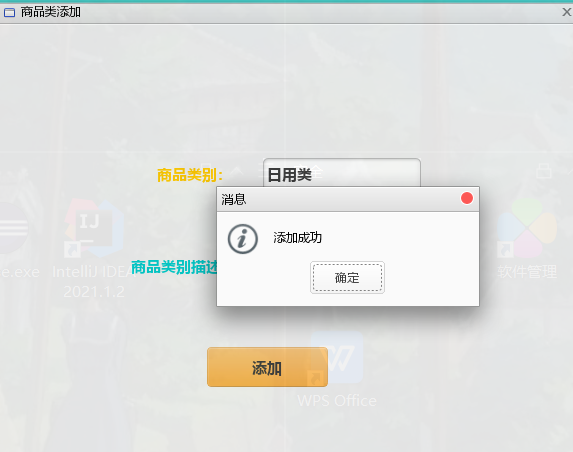 商品类添加
商品类别：
日用类
消息
添加成功
确定
商品类别描述
添加
e.exe
IntelliJ IDEA
2021.1.2
软件管理
WPS Office